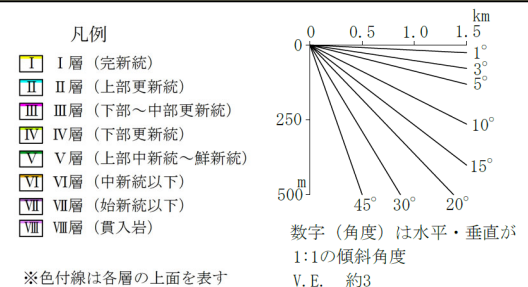 凡例
Ⅰ Ⅰ層（完新統）
Ⅱ Ⅱ層（上部更新統）
Ⅲ Ⅲ層（下部～中部更新統）
Ⅳ Ⅳ層（下部更新統）
Ⅴ Ⅴ層（上部中新統～鮮新統）
Ⅵ Ⅵ層（中新統以下）
Ⅶ Ⅶ層（始新統以下）
Ⅷ Ⅷ層（貫入岩）
※色付線は各層の上面を表す
km
0 0.5 1.0 1.5
0
1°
3°
5°
250
10°
15°
m
500
45° 30° 20°
数字（角度）は水平・垂直が
1:1の傾斜角度
V.E. 約3